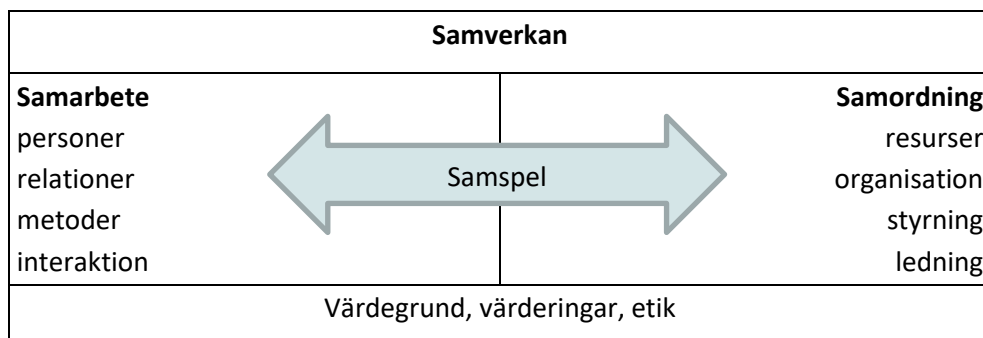 Samverkan
Samarbete
personer
relationer
metoder
interaktion
Samspel
Samordning
resurser
organisation
styrning
ledning
Värdegrund, värderingar, etik